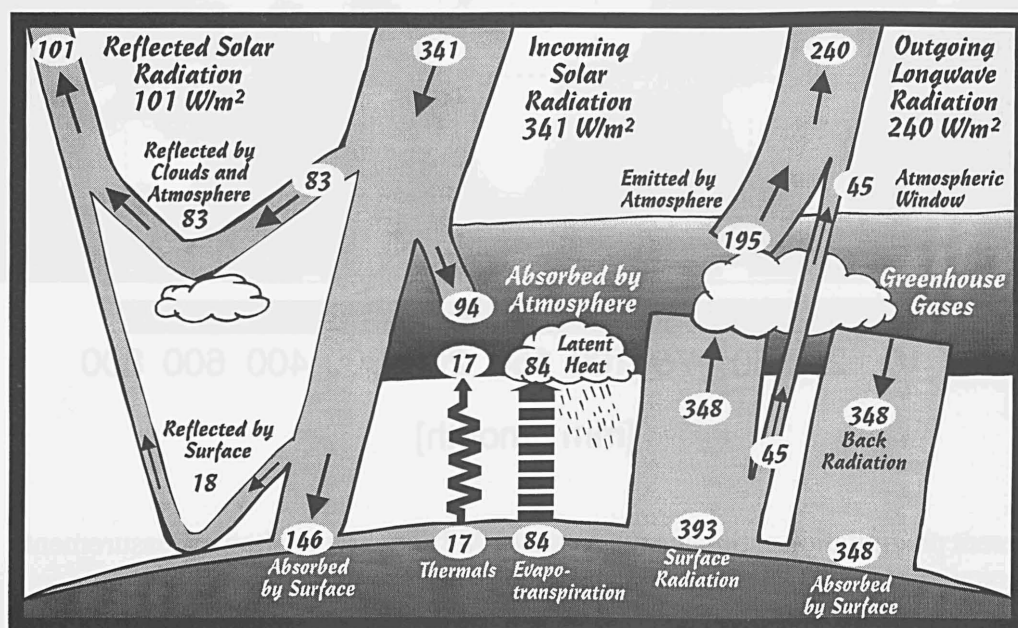 101
Reflected Solar
Radiation
101 W/m²
341
Incoming
Solar
Radiation
341 W/m²
240
Outgoing
Longwave
Radiation
240 W/m²
Reflected by
Clouds and
Atmosphere
83
83
Emitted by
Atmosphere
45
Atmospheric
Window
195
Absorbed by
Atmosphere
94
Greenhouse
Gases
17
84
Latent
Heat
348
348
Back
Radiation
Reflected by
Surface
18
45
146
Absorbed
by Surface
17
Thermals
84
Evapo-
transpiration
393
Surface
Radiation
348
Absorbed
by Surface